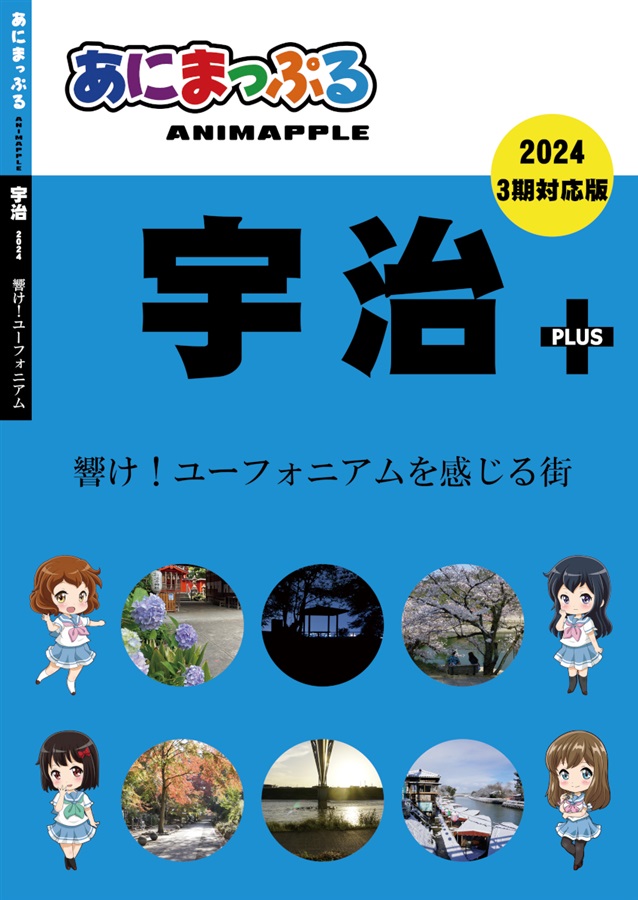 あにまっぷる
ANIMAPPLE
宇治
2024
響け!ユーフォニアム
あにまっぷる
ANIMAPPLE
2024
3期対応版
宇治
PLUS
響け!ユーフォニアムを感じる街